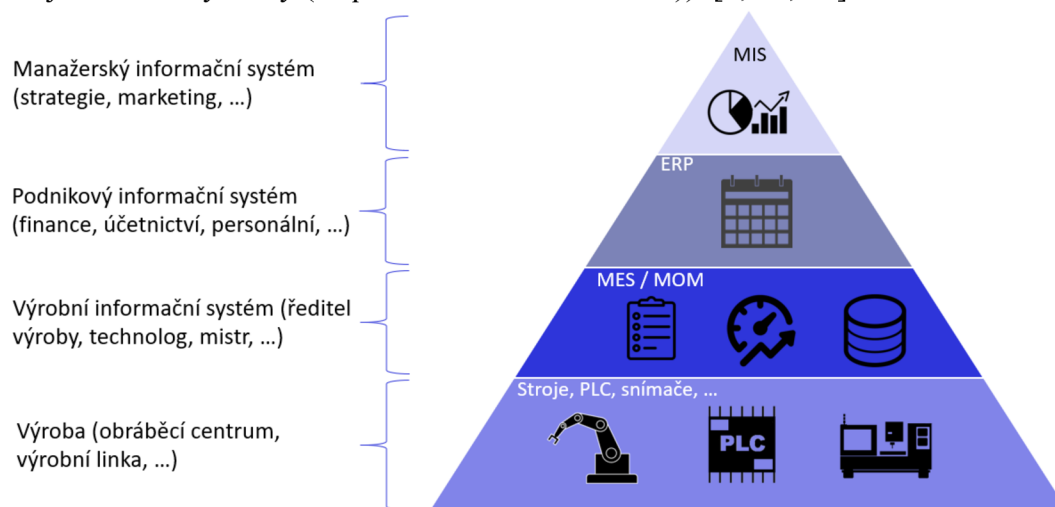 Manažerský informační systém
(strategie, marketing, …)
MIS
Podnikový informační systém
(finance, účetnictví, personální, …)
ERP
Výrobní informační systém (ředitel
výroby, technolog, mistr, …)
MES / MOM
Výroba (obráběcí centrum,
výrobní linka, …)
Stroje, PLC, snímače, …
PLC